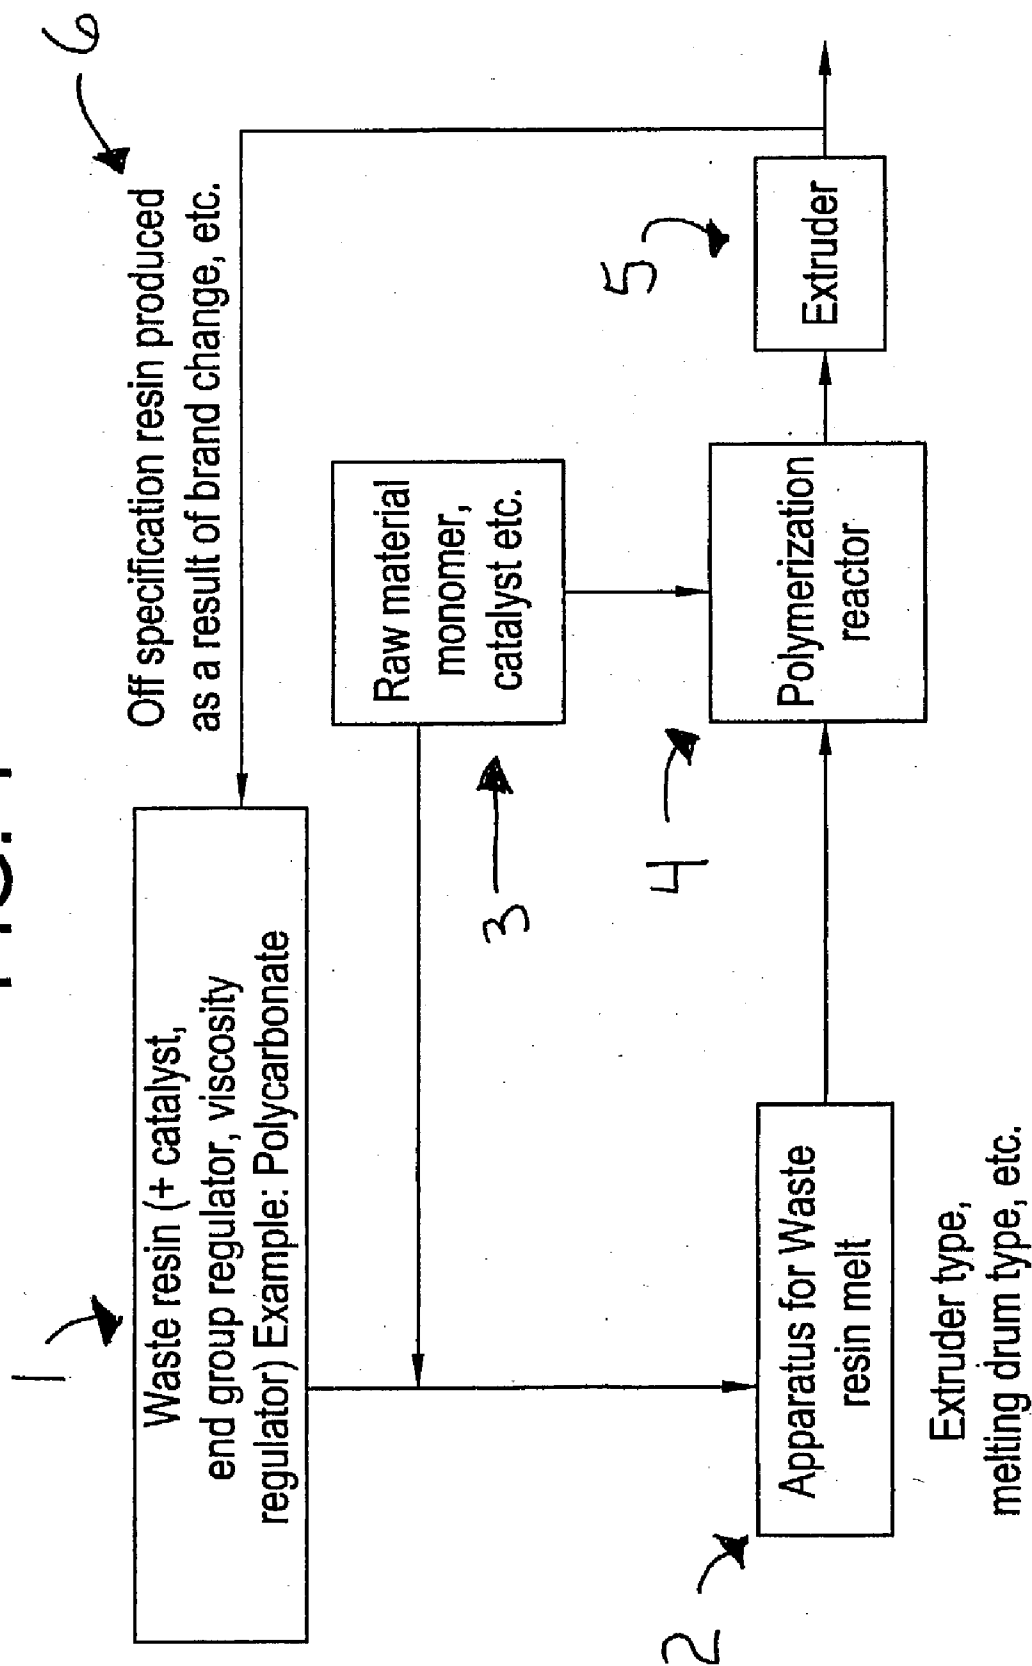 FIG. 1
6
Off specification resin produced
as a result of brand change, etc.
1
Waste resin (+ catalyst,
end group regulator, viscosity
regulator) Example: Polycarbonate
Raw material
monomer,
catalyst etc.
3
5
4
2
Apparatus for Waste
resin melt
Polymerization
reactor
Extruder
Extruder type,
melting drum type, etc.